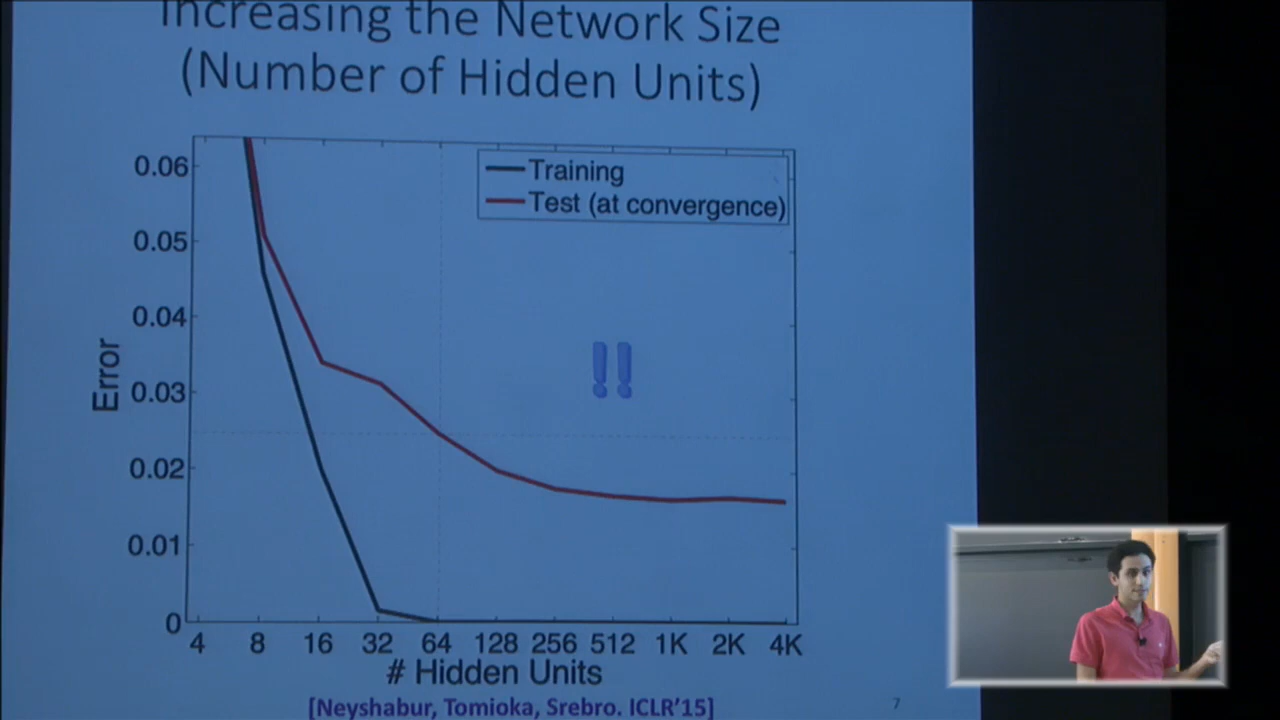 Increasing the Network Size
(Number of Hidden Units)
Training
Test (at convergence)
0.06
0.05
0.04
0.03
0.02
0.01
0
Error
!!
4 8 16 32 64 128 256 512 1K 2K 4K
# Hidden Units
[Neyshabur, Tomioka, Srebro. ICLR'15]
7